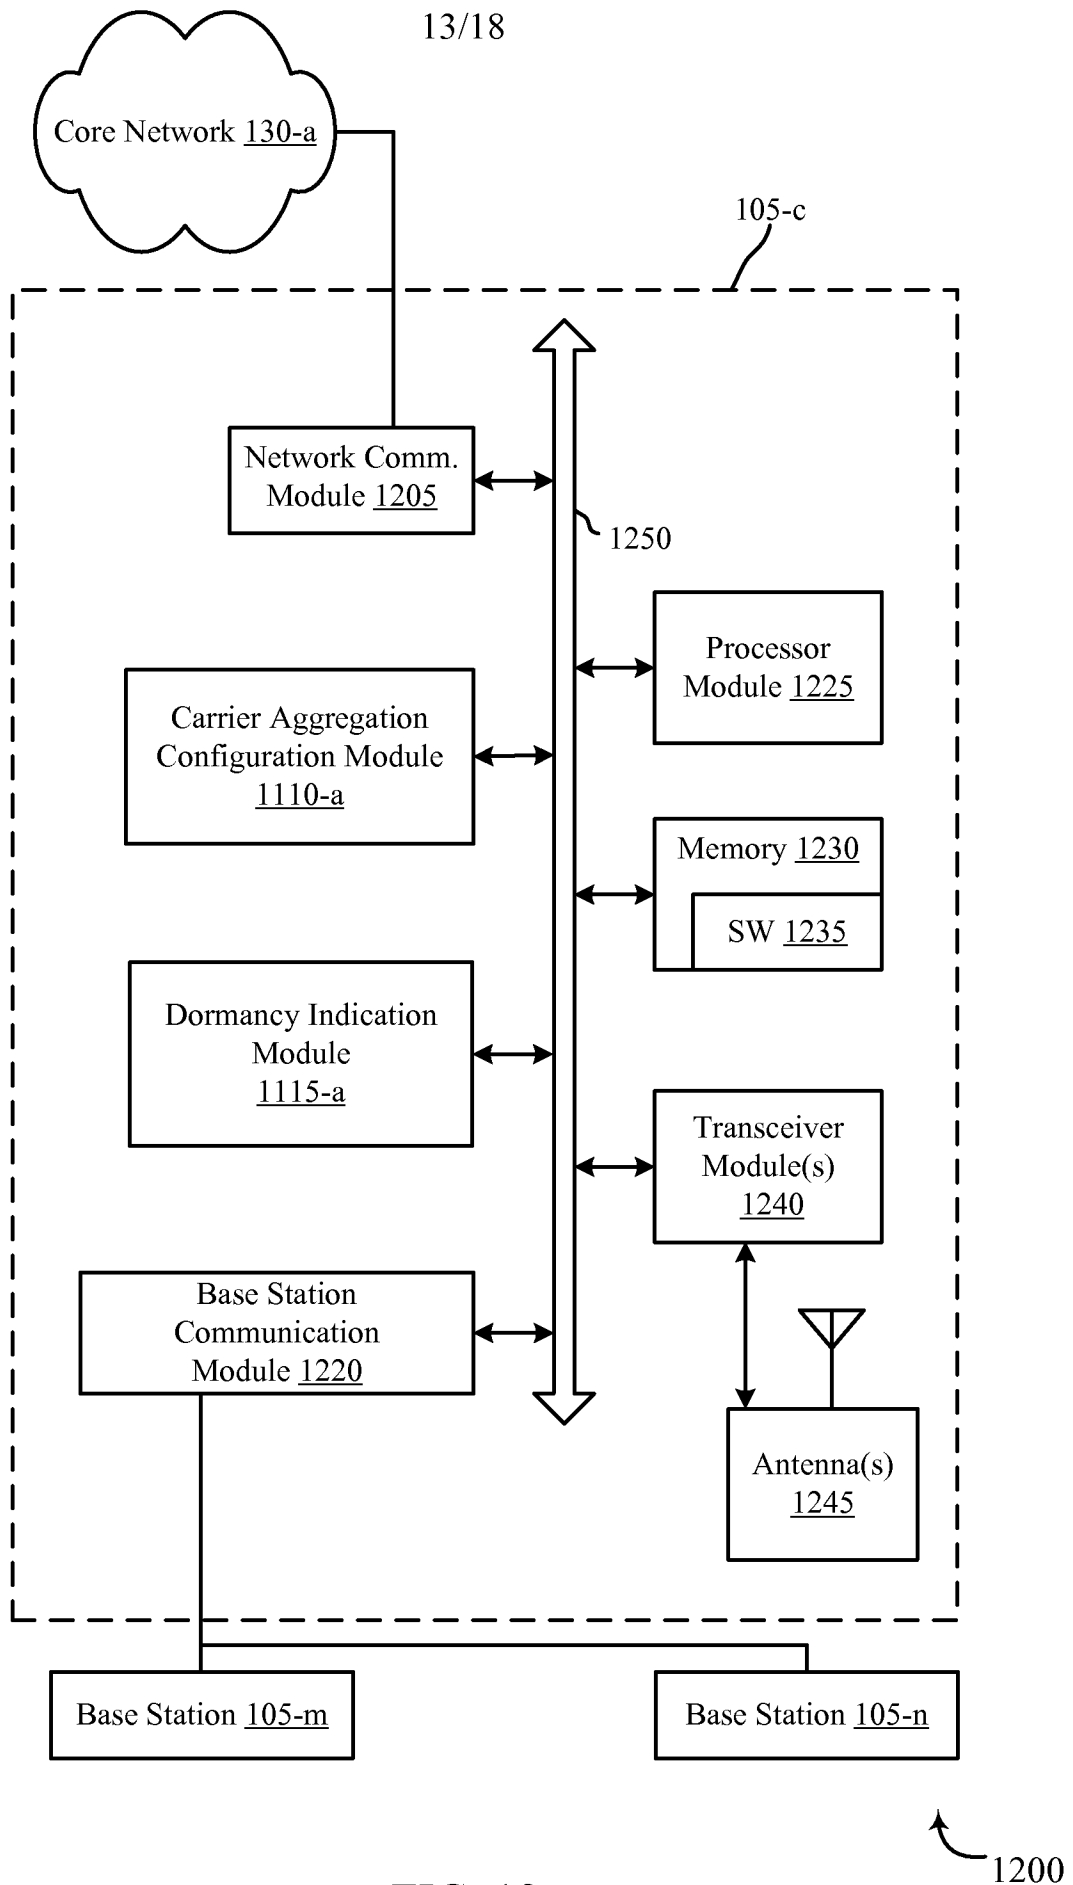 13/18
Core Network 130-a
105-c
Network Comm.
Module 1205
1250
Processor
Module 1225
Carrier Aggregation
Configuration Module
1110-a
Memory 1230
SW 1235
Dormancy Indication
Module
1115-a
Transceiver
Module(s)
1240
Base Station
Communication
Module 1220
Antenna(s)
1245
Base Station 105-m
Base Station 105-n
1200